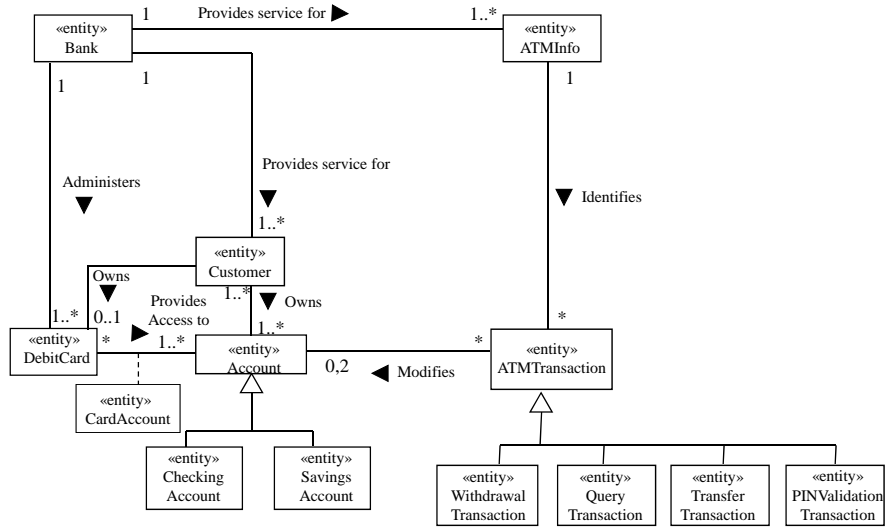 1
Provides service for
1..*
«entity»
Bank
«entity»
ATMInfo
1
1
1
Provides service for
Administers
Identifies
1..*
«entity»
Customer
Owns
1..*
Owns
Provides
Access to
1..*
0..1
1..*
*
«entity»
DebitCard
*
1..*
«entity»
Account
0,2
Modifies
*
«entity»
ATMTransaction
«entity»
CardAccount
«entity»
Checking
Account
«entity»
Savings
Account
«entity»
Withdrawal
Transaction
«entity»
Query
Transaction
«entity»
Transfer
Transaction
«entity»
PINValidation
Transaction